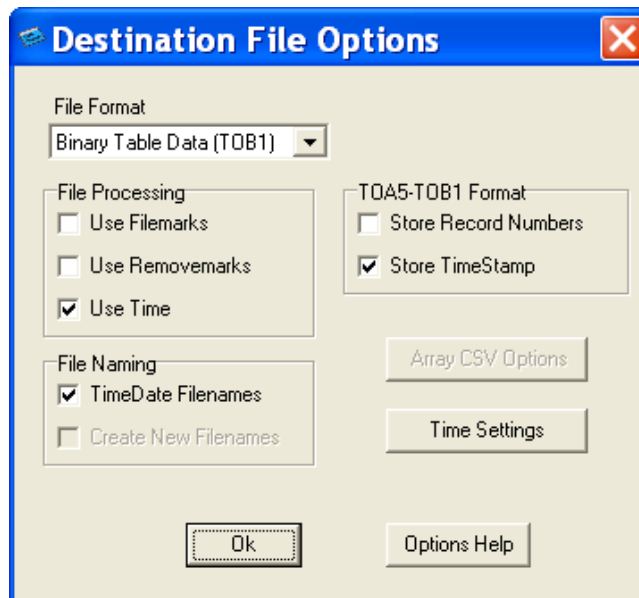 Destination File Options
File Format
Binary Table Data (TOB1)
File Processing
Use Filemarks
Use Removemarks
Use Time
TOA5-TOB1 Format
Store Record Numbers
Store TimeStamp
File Naming
TimeDate Filenames
Create New Filenames
Array CSV Options
Time Settings
Ok
Options Help